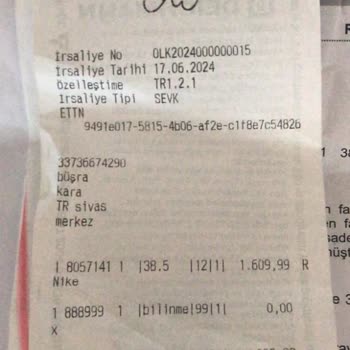 İrsaliye No OLK2024000000015
İrsaliye Tarihi 17.06.2024
Özelleştime TR1.2.1
İrsaliye Tipi SEVK
ETTN
9491e017-5815-4b06-af2e-c1f8e7c54826
33736674290
büşra
kara
TR sivas
merkez
1 8057141 1 |38.5 |12|1| 1.609,99 R
Nike
1 888999 1 |bilinme|99|1| 0,00
x